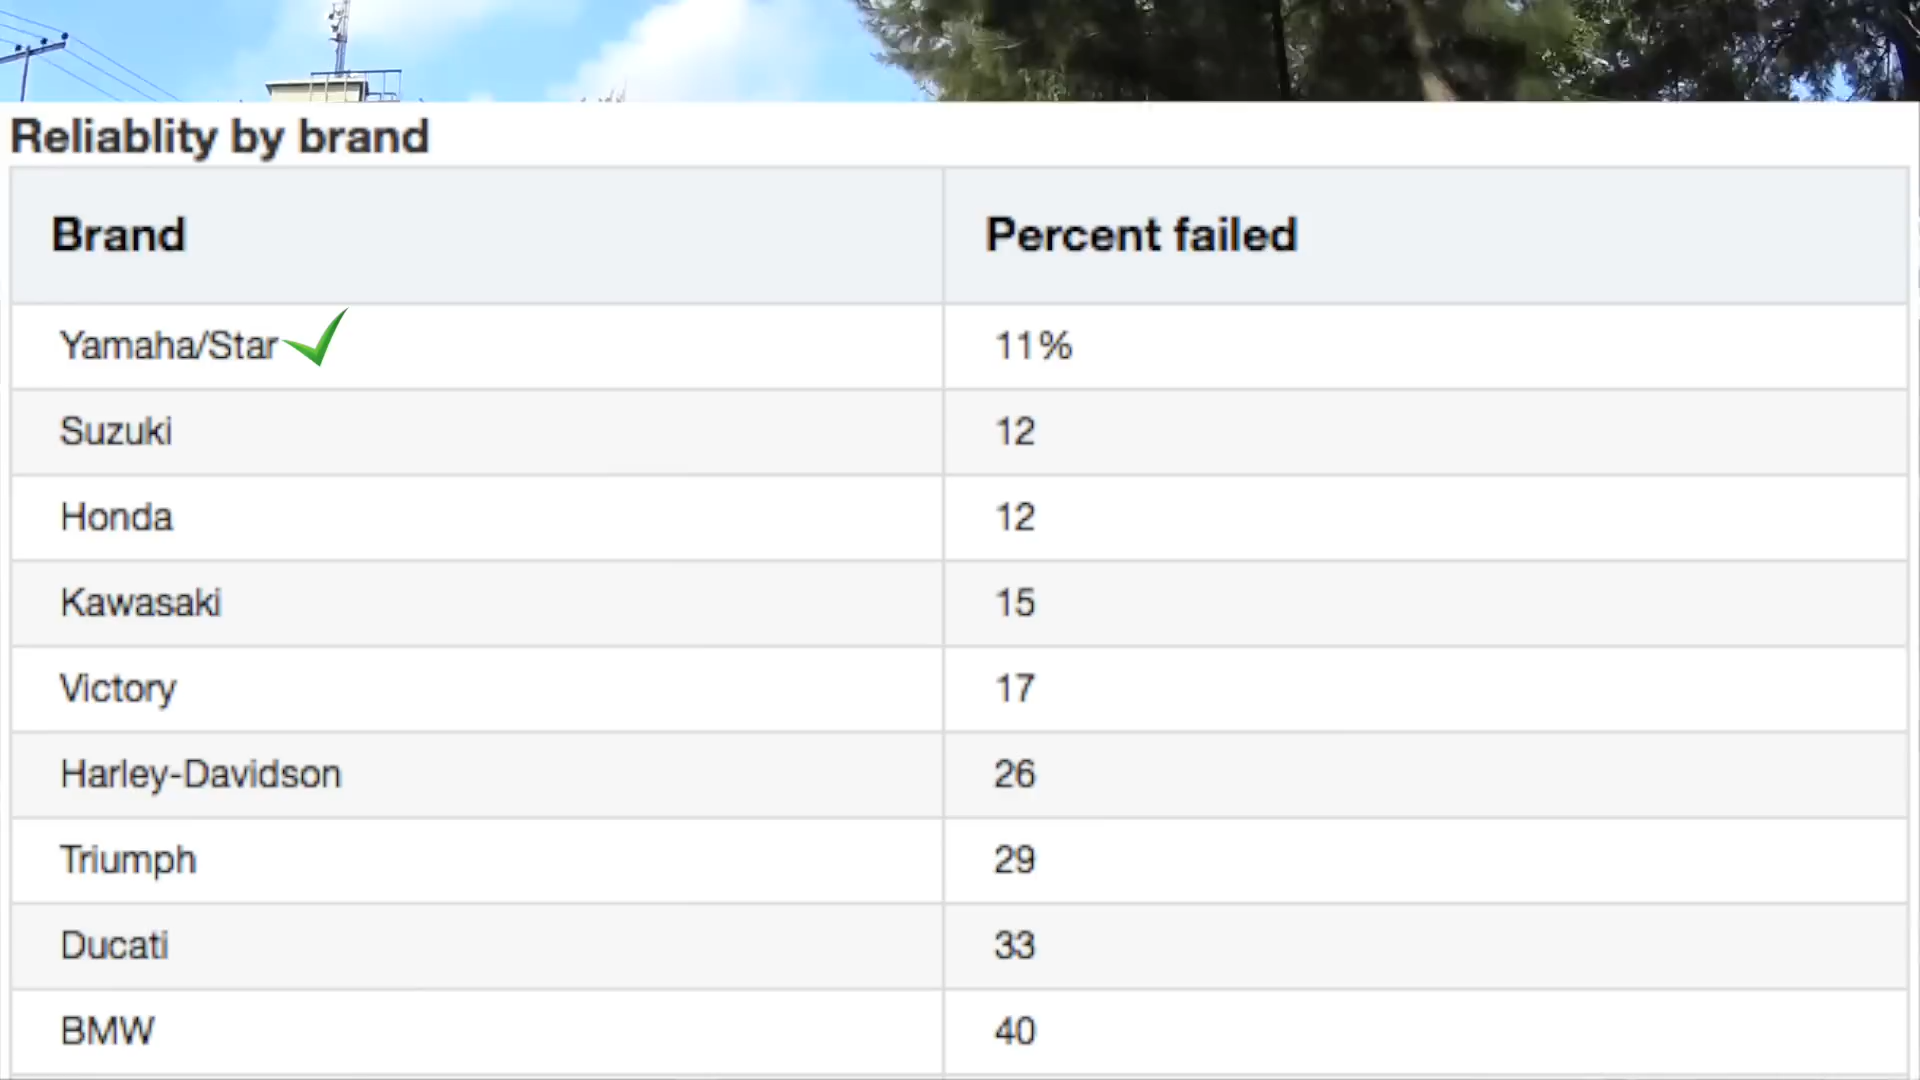 Reliablity by brand
Brand Percent failed
Yamaha/Star 11%
Suzuki 12
Honda 12
Kawasaki 15
Victory 17
Harley-Davidson 26
Triumph 29
Ducati 33
BMW 40